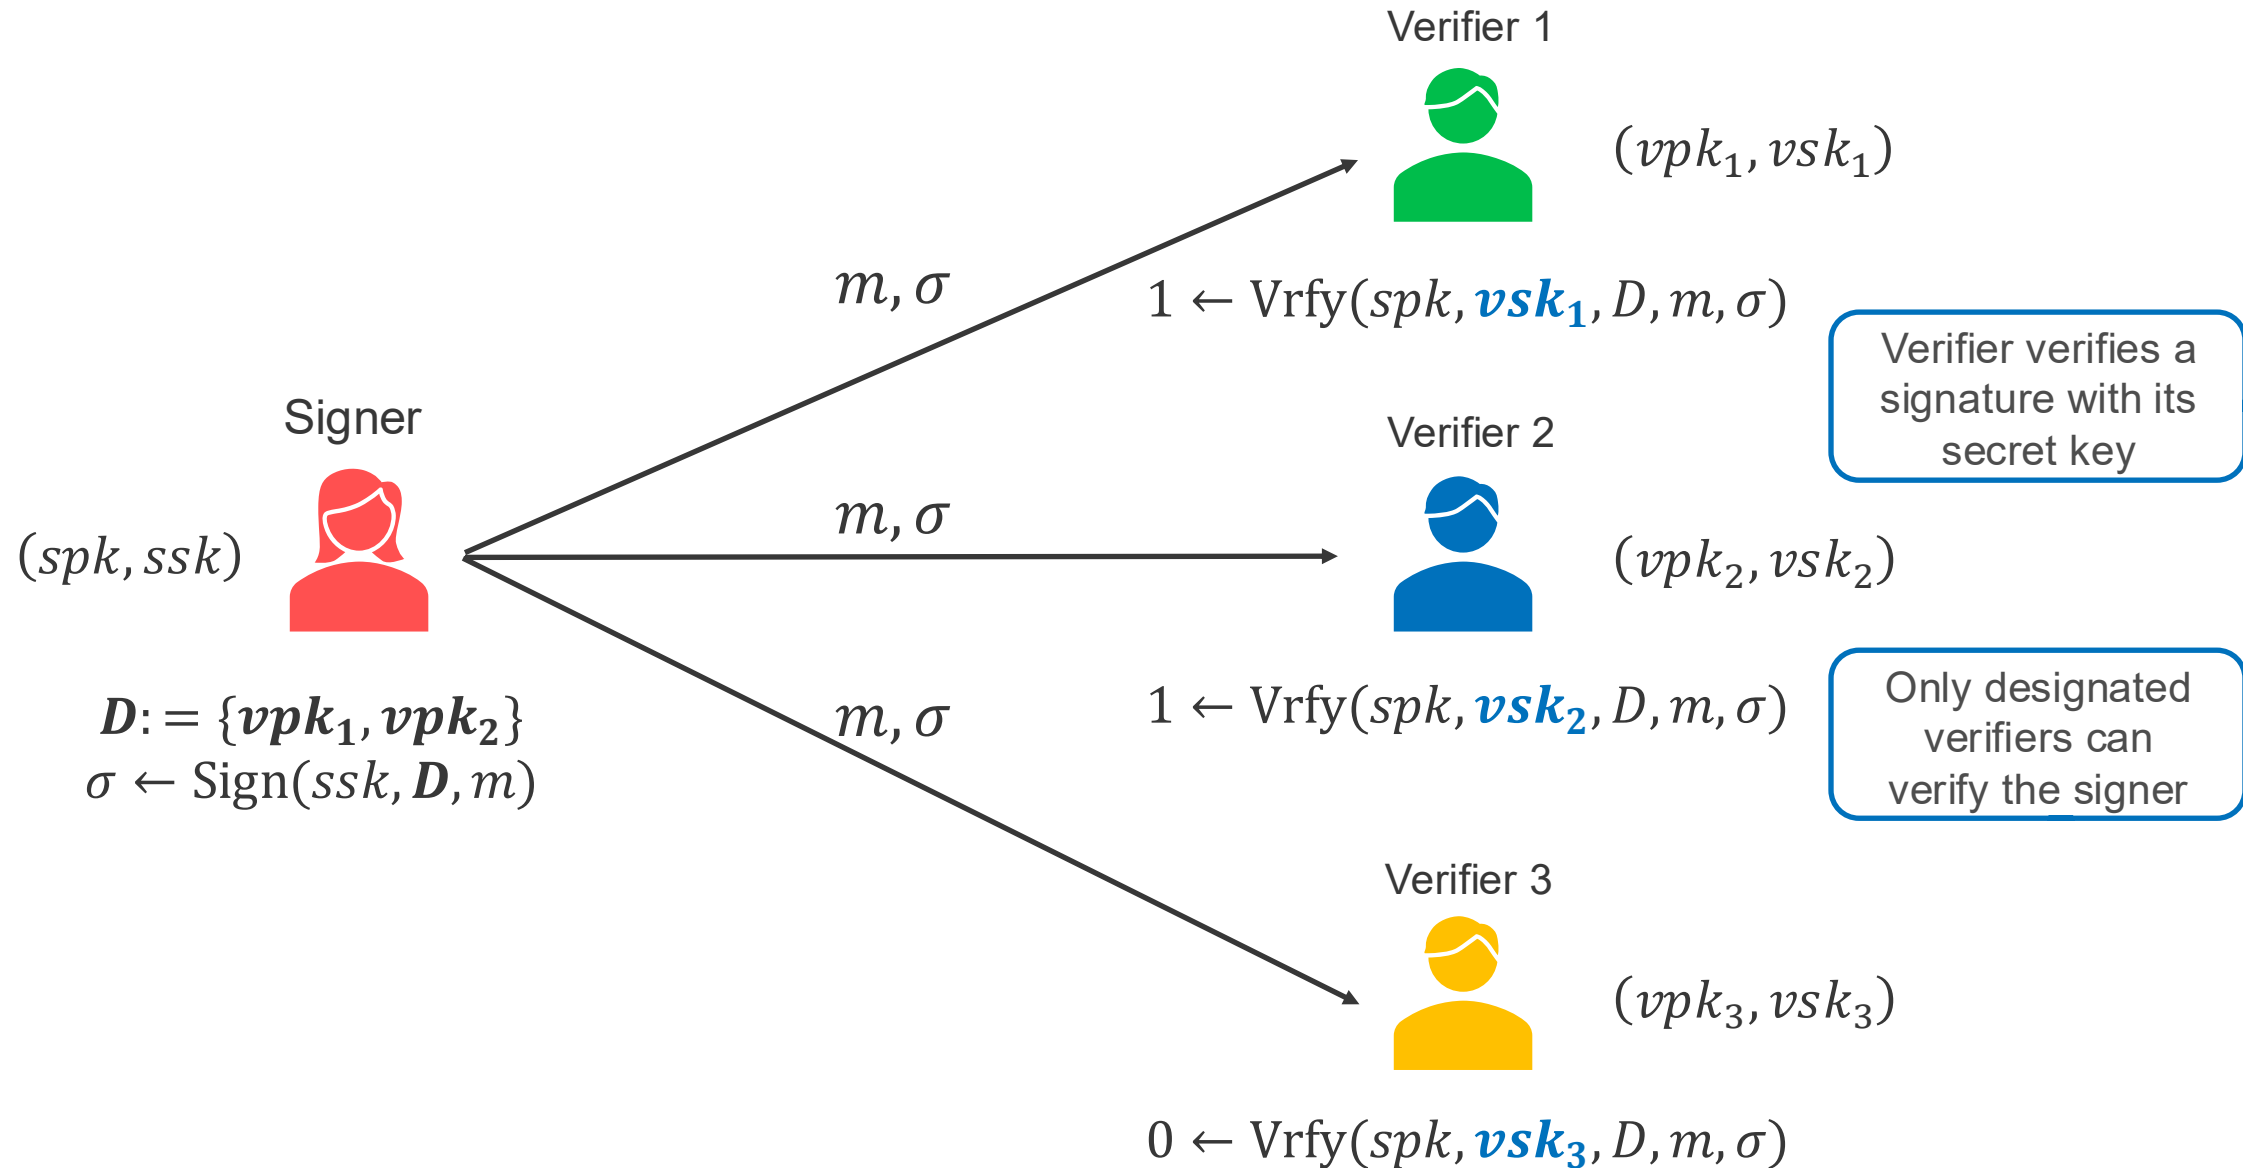 Verifier 1
(vpk₁, vsk₁)
m, σ
1 ← Vrfy(spk, vsk₁, D, m, σ)
Verifier verifies a
signature with its
secret key
Signer
(spk, ssk)
D: = {vpk₁, vpk₂}
σ ← Sign(ssk, D, m)
Verifier 2
m, σ
(vpk₂, vsk₂)
1 ← Vrfy(spk, vsk₂, D, m, σ)
Only designated
verifiers can
verify the signer
m, σ
Verifier 3
(vpk₃, vsk₃)
0 ← Vrfy(spk, vsk₃, D, m, σ)